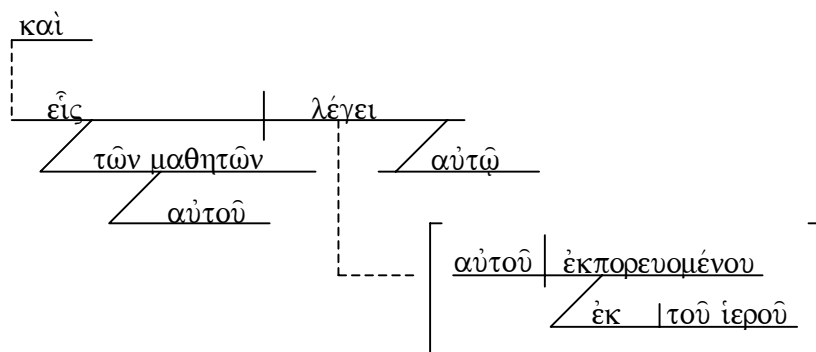 καὶ
εἷς λέγει
τῶν μαθητῶν αὐτῷ
αὐτοῦ
αὐτοῦ ἐκπορευομένου
ἐκ τοῦ ἱεροῦ